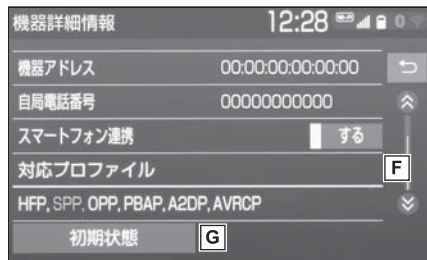 機器詳細情報 12:28
機器アドレス 00:00:00:00:00:00
自局電話番号 00000000000
スマートフォン連携 する
対応プロファイル F
HFP, SPP, OPP, PBAP, A2DP, AVRCP
初期状態 G